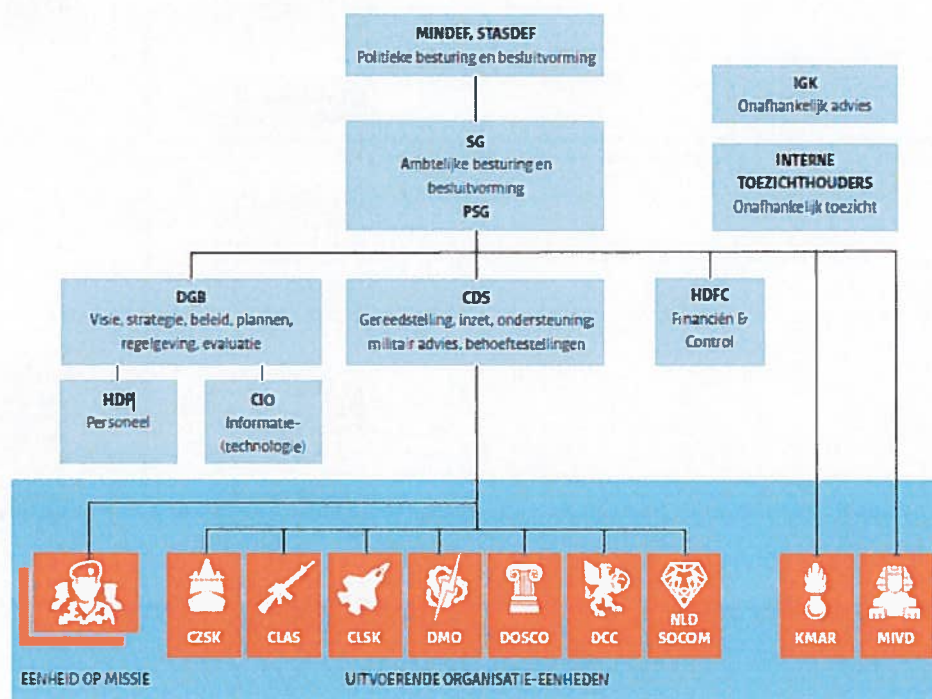 MINDEF, STASDEF
Politieke besturing en besluitvorming
IGK
Onafhankelijk advies
SG
Ambtelijke besturing en
besluitvorming
PSG
INTERNE
TOEZICHTHOUDERS
Onafhankelijk toezicht
DGB
Visie, strategie, beleid, plannen,
regelgeving, evaluatie
CDS
Gereedstelling, inzet, ondersteuning;
militair advies, behoeftestellingen
HDFC
Financiën &
Control
HDP
Personeel
CIO
Informatie-
(technologie)
CZSK
CLAS
CLSK
DMO
DOSCO
DCC
NLD
SOCOM
KMAR
MIVD
EENHEID OP MISSIE
UITVOERENDE ORGANISATIE-EENHEDEN